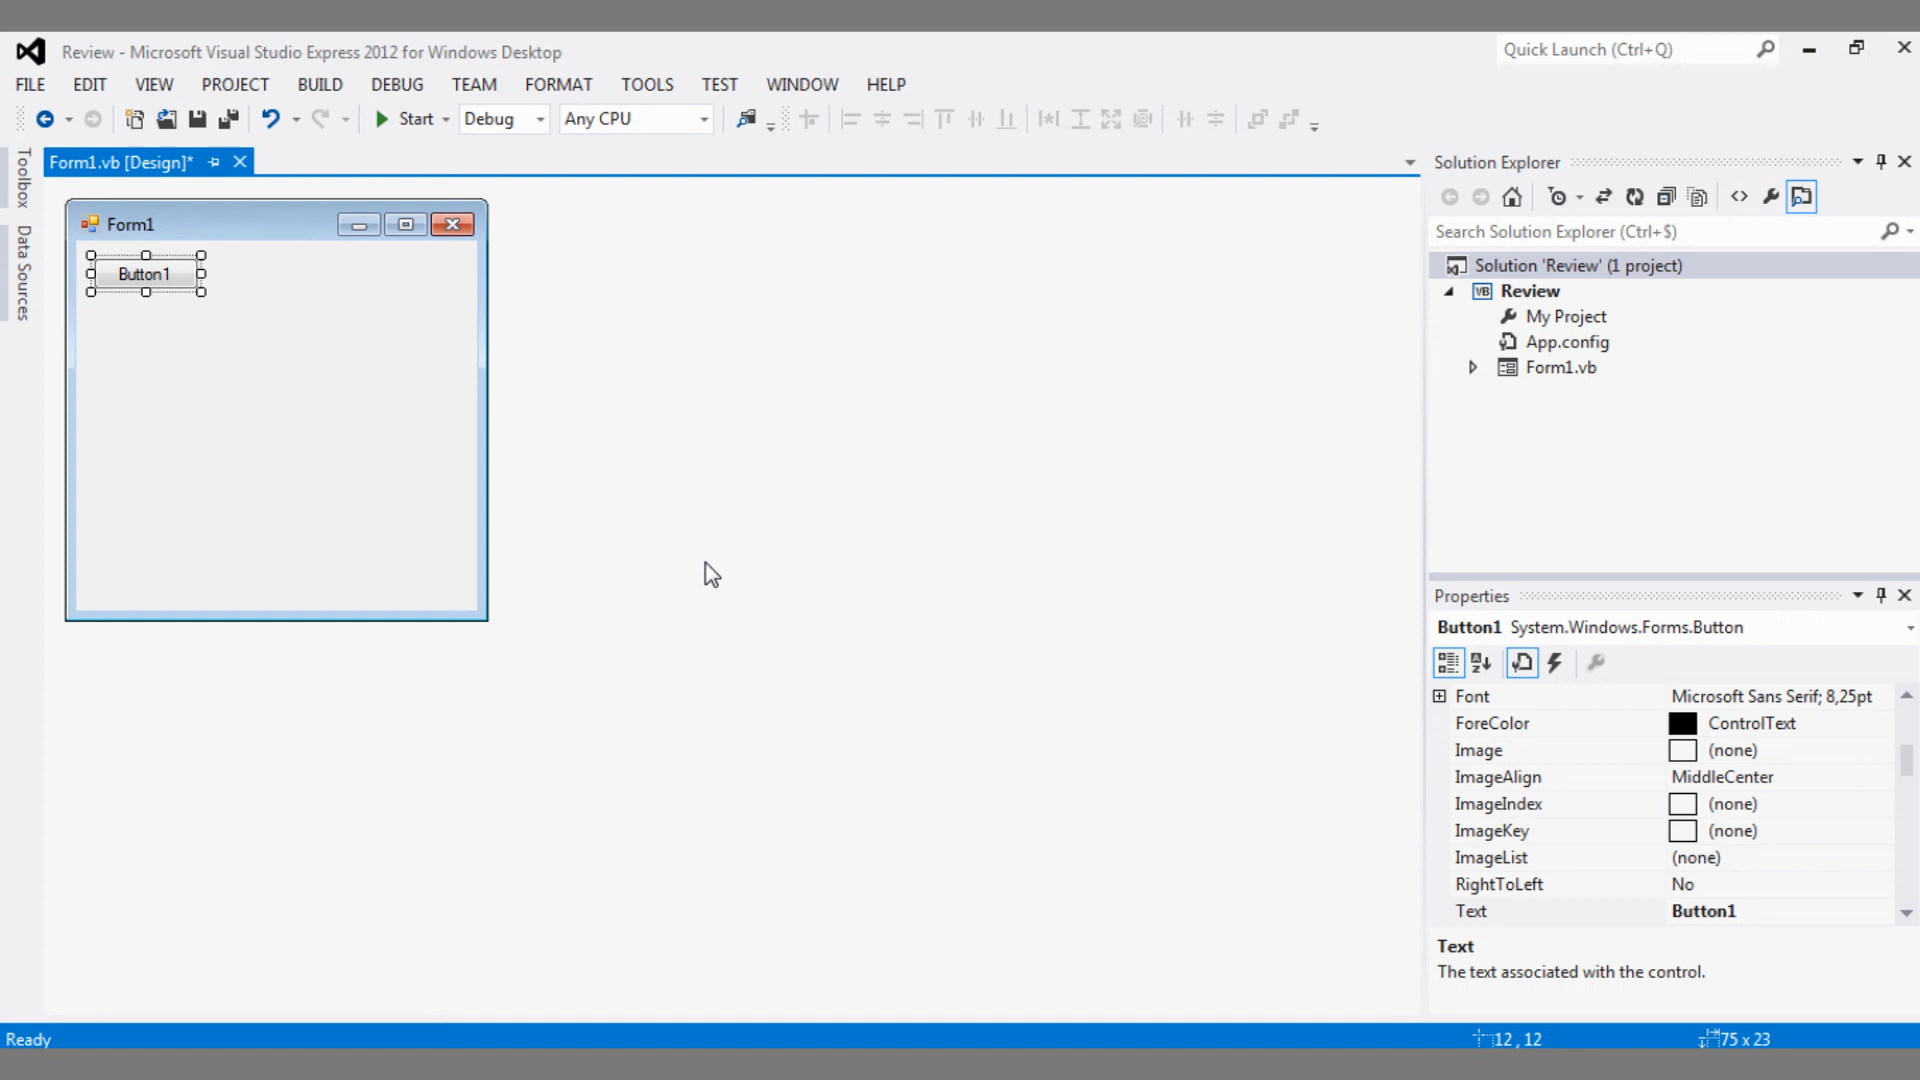 Review - Microsoft Visual Studio Express 2012 for Windows Desktop
Quick Launch (Ctrl+Q)
FILE EDIT VIEW PROJECT BUILD DEBUG TEAM FORMAT TOOLS TEST WINDOW HELP
Start Debug Any CPU
Toolbox
Data Sources
Form1.vb [Design]*
Form1
Button1
Solution Explorer
Search Solution Explorer (Ctrl+$)
Solution 'Review' (1 project)
VB Review
My Project
App.config
Form1.vb
Properties
Button1 System.Windows.Forms.Button
Font Microsoft Sans Serif; 8,25pt
ForeColor ControlText
Image (none)
ImageAlign MiddleCenter
ImageIndex (none)
ImageKey (none)
ImageList (none)
RightToLeft No
Text Button1
Text
The text associated with the control.
Ready
12 , 12
75 x 23